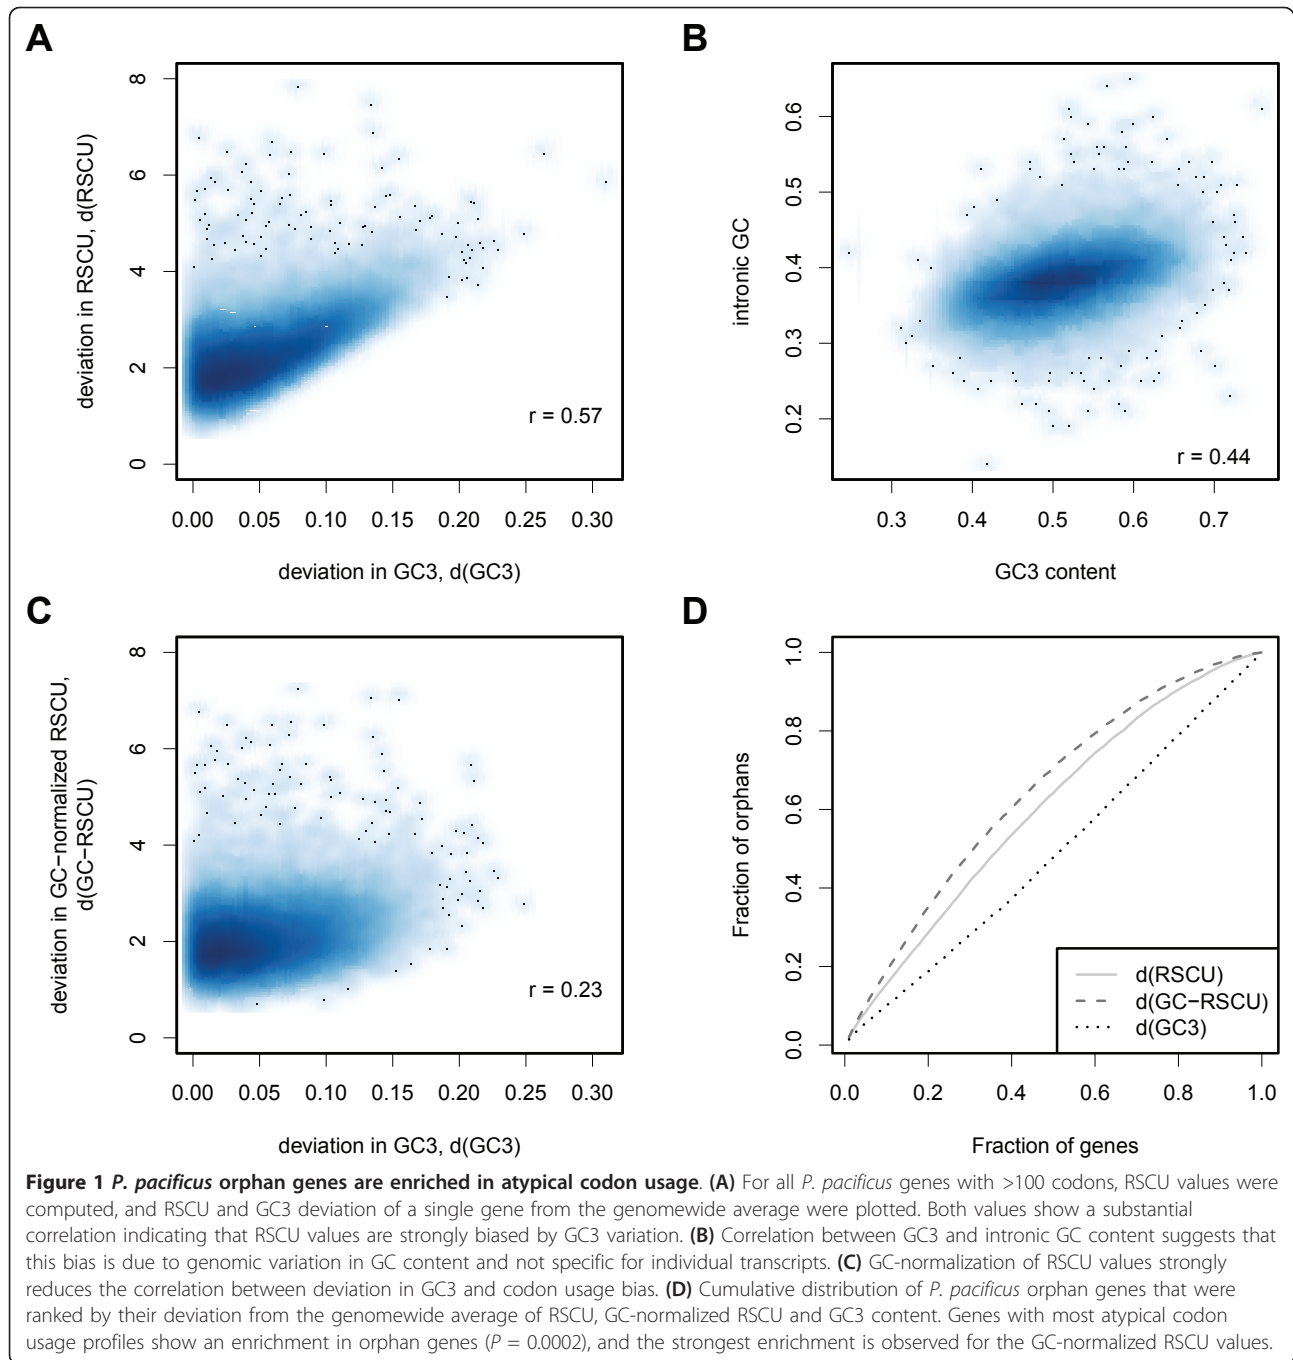 A
deviation in RSCU, d(RSCU)
8
6
4
2
0
r = 0.57
0.00 0.05 0.10 0.15 0.20 0.25 0.30
deviation in GC3, d(GC3)
B
intronic GC
0.6
0.5
0.4
0.3
0.2
r = 0.44
0.3 0.4 0.5 0.6 0.7
GC3 content
C
deviation in GC−normalized RSCU,
d(GC−RSCU)
8
6
4
2
0
r = 0.23
0.00 0.05 0.10 0.15 0.20 0.25 0.30
deviation in GC3, d(GC3)
D
Fraction of orphans
1.0
0.8
0.6
0.4
0.2
0.0
d(RSCU)
d(GC−RSCU)
d(GC3)
0.0 0.2 0.4 0.6 0.8 1.0
Fraction of genes
Figure 1 P. pacificus orphan genes are enriched in atypical codon usage. (A) For all P. pacificus genes with >100 codons, RSCU values were
computed, and RSCU and GC3 deviation of a single gene from the genomewide average were plotted. Both values show a substantial
correlation indicating that RSCU values are strongly biased by GC3 variation. (B) Correlation between GC3 and intronic GC content suggests that
this bias is due to genomic variation in GC content and not specific for individual transcripts. (C) GC-normalization of RSCU values strongly
reduces the correlation between deviation in GC3 and codon usage bias. (D) Cumulative distribution of P. pacificus orphan genes that were
ranked by their deviation from the genomewide average of RSCU, GC-normalized RSCU and GC3 content. Genes with most atypical codon
usage profiles show an enrichment in orphan genes (P = 0.0002), and the strongest enrichment is observed for the GC-normalized RSCU values.